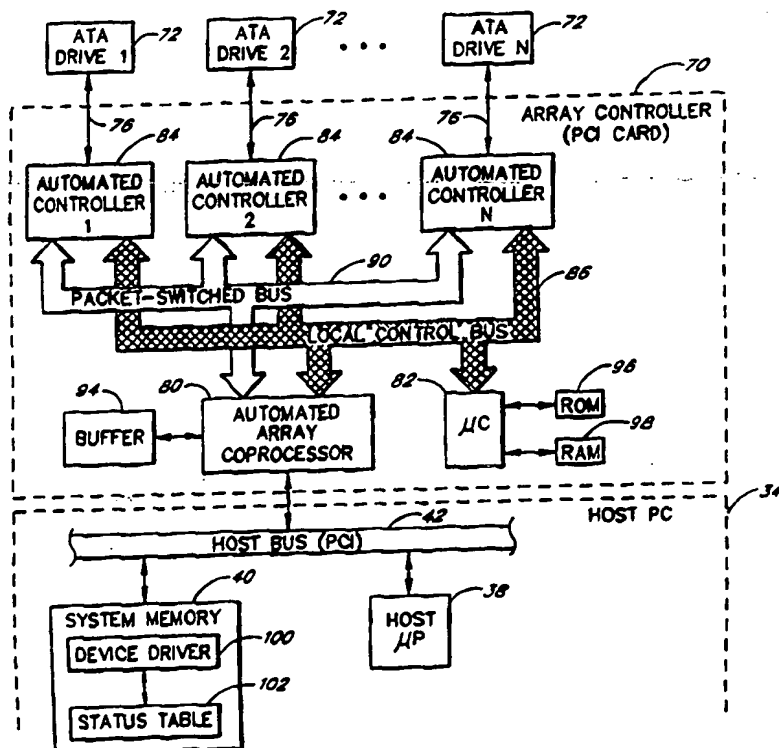 ATA
DRIVE 1
72
ATA
DRIVE 2
72
ATA
DRIVE N
72
70
ARRAY CONTROLLER
(PCI CARD)
76
84
76
84
76
84
AUTOMATED
CONTROLLER
1
AUTOMATED
CONTROLLER
2
AUTOMATED
CONTROLLER
N
90
86
PACKET-SWITCHED BUS
LOCAL CONTROL BUS
94
BUFFER
80
AUTOMATED
ARRAY
COPROCESSOR
82
μC
96
ROM
98
RAM
34
HOST PC
42
HOST BUS (PCI)
40
SYSTEM MEMORY
100
DEVICE DRIVER
102
STATUS TABLE
38
HOST
μP